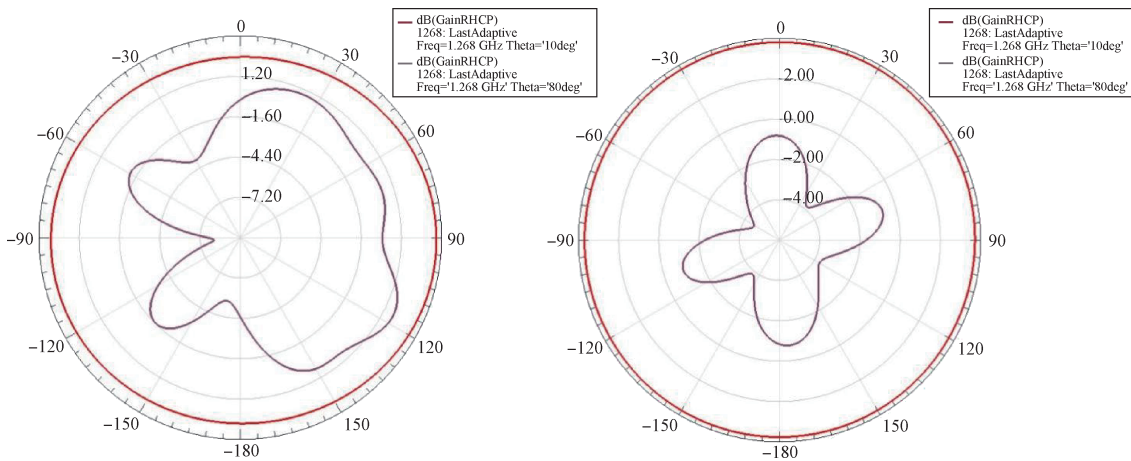 dB(GainRHCP)
1268: LastAdaptive
Freq=1.268 GHz Theta='10deg'
dB(GainRHCP)
1268: LastAdaptive
Freq='1.268 GHz' Theta='80deg'
0
30
60
90
120
150
−180
−150
−120
−90
−60
−30
1.20
−1.60
−4.40
−7.20
dB(GainRHCP)
1268: LastAdaptive
Freq=1.268 GHz Theta='10deg'
dB(GainRHCP)
1268: LastAdaptive
Freq='1.268 GHz' Theta='80deg'
0
30
60
90
120
150
−180
−150
−120
−90
−60
−30
2.00
−0.00
−2.00
−4.00